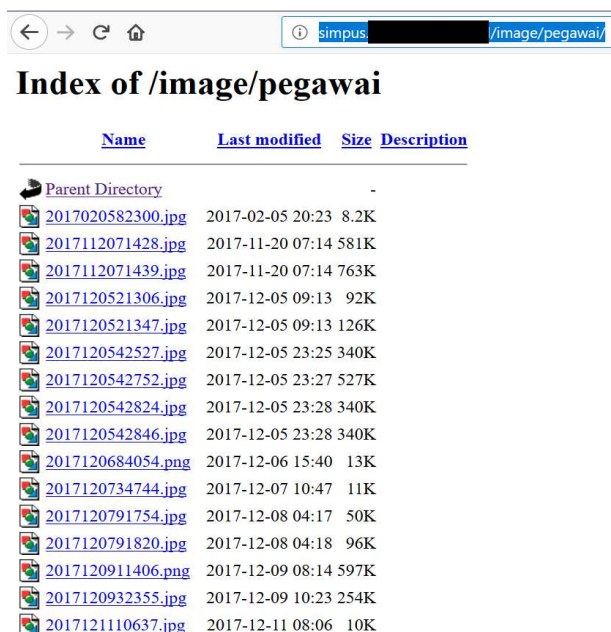 simpus. /image/pegawai/
Index of /image/pegawai
Name Last modified Size Description
Parent Directory -
2017020582300.jpg 2017-02-05 20:23 8.2K
2017112071428.jpg 2017-11-20 07:14 581K
2017112071439.jpg 2017-11-20 07:14 763K
2017120521306.jpg 2017-12-05 09:13 92K
2017120521347.jpg 2017-12-05 09:13 126K
2017120542527.jpg 2017-12-05 23:25 340K
2017120542752.jpg 2017-12-05 23:27 527K
2017120542824.jpg 2017-12-05 23:28 340K
2017120542846.jpg 2017-12-05 23:28 340K
2017120684054.png 2017-12-06 15:40 13K
2017120734744.jpg 2017-12-07 10:47 11K
2017120791754.jpg 2017-12-08 04:17 50K
2017120791820.jpg 2017-12-08 04:18 96K
2017120911406.png 2017-12-09 08:14 597K
2017120932355.jpg 2017-12-09 10:23 254K
2017121110637.jpg 2017-12-11 08:06 10K